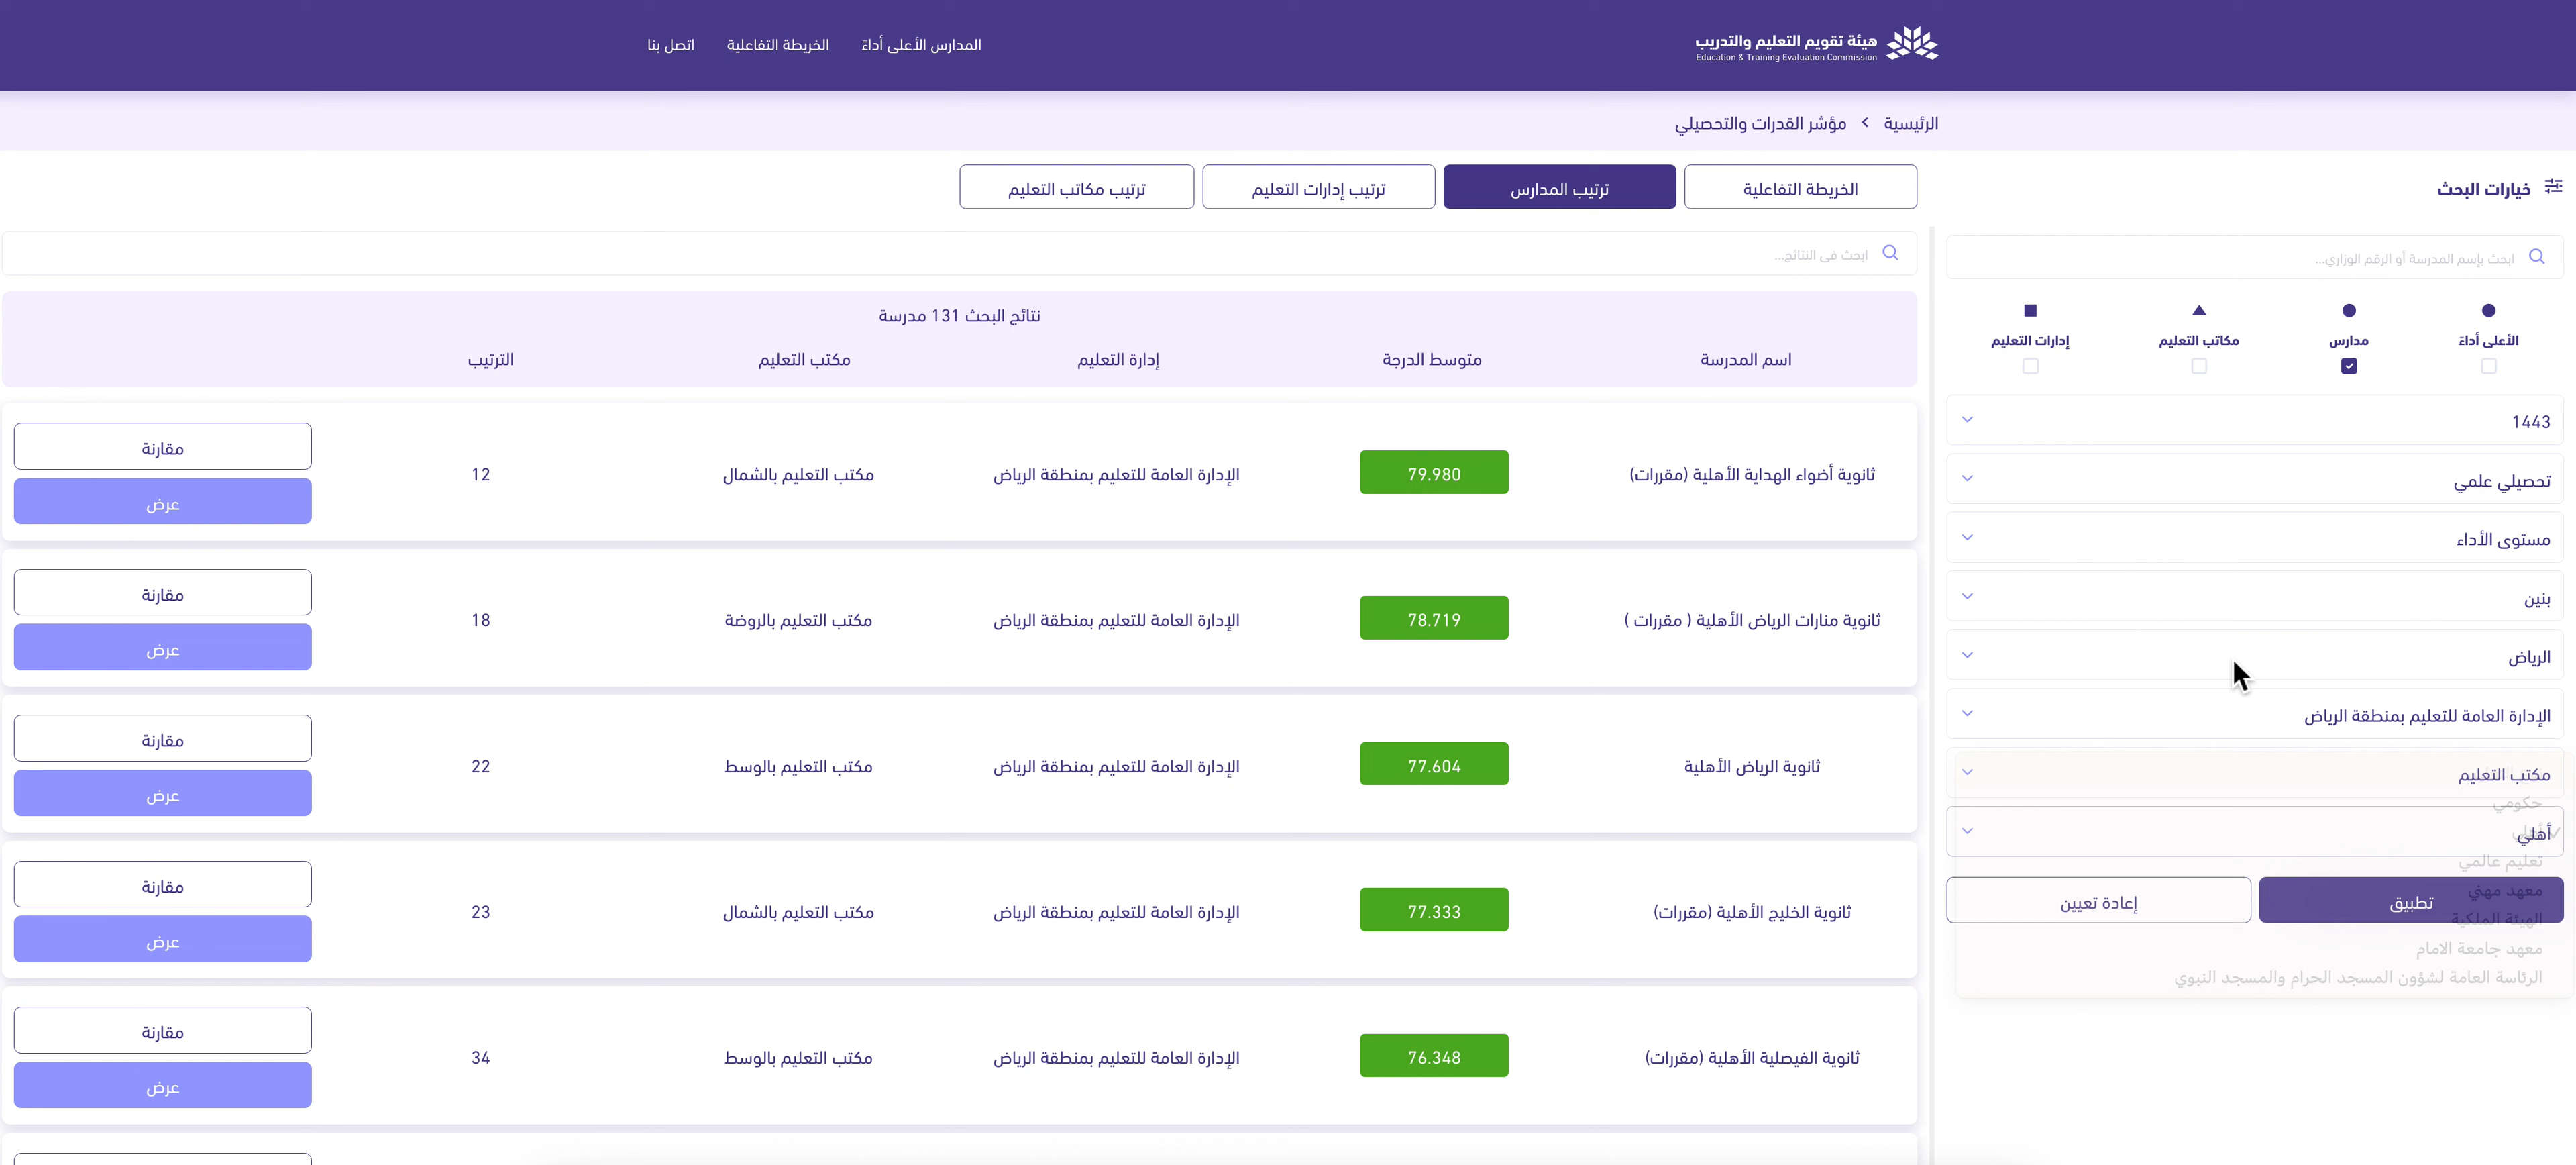 هيئة تقويم التعليم والتدريب
Education & Training Evaluation Commission
المدارس الأعلى أداءً
الخريطة التفاعلية
اتصل بنا
الرئيسية
مؤشر القدرات والتحصيلي
خيارات البحث
ابحث بإسم المدرسة أو الرقم الوزاري...
الأعلى أداءً
مدارس
مكاتب التعليم
إدارات التعليم
1443
تحصيلي علمي
مستوى الأداء
بنين
الرياض
الإدارة العامة للتعليم بمنطقة الرياض
مكتب التعليم
حكومي
أهلي
تعليم عالمي
معهد مهني
الهيئة الملكية
معهد جامعة الامام
الرئاسة العامة لشؤون المسجد الحرام والمسجد النبوي
تطبيق
إعادة تعيين
الخريطة التفاعلية
ترتيب المدارس
ترتيب إدارات التعليم
ترتيب مكاتب التعليم
ابحث في النتائج...
نتائج البحث 131 مدرسة
اسم المدرسة متوسط الدرجة إدارة التعليم مكتب التعليم الترتيب
ثانوية أضواء الهداية الأهلية (مقررات) 79.980 الإدارة العامة للتعليم بمنطقة الرياض مكتب التعليم بالشمال 12
مقارنة
عرض
ثانوية منارات الرياض الأهلية ( مقررات ) 78.719 الإدارة العامة للتعليم بمنطقة الرياض مكتب التعليم بالروضة 18
مقارنة
عرض
ثانوية الرياض الأهلية 77.604 الإدارة العامة للتعليم بمنطقة الرياض مكتب التعليم بالوسط 22
مقارنة
عرض
ثانوية الخليج الأهلية (مقررات) 77.333 الإدارة العامة للتعليم بمنطقة الرياض مكتب التعليم بالشمال 23
مقارنة
عرض
ثانوية الفيصلية الأهلية (مقررات) 76.348 الإدارة العامة للتعليم بمنطقة الرياض مكتب التعليم بالوسط 34
مقارنة
عرض